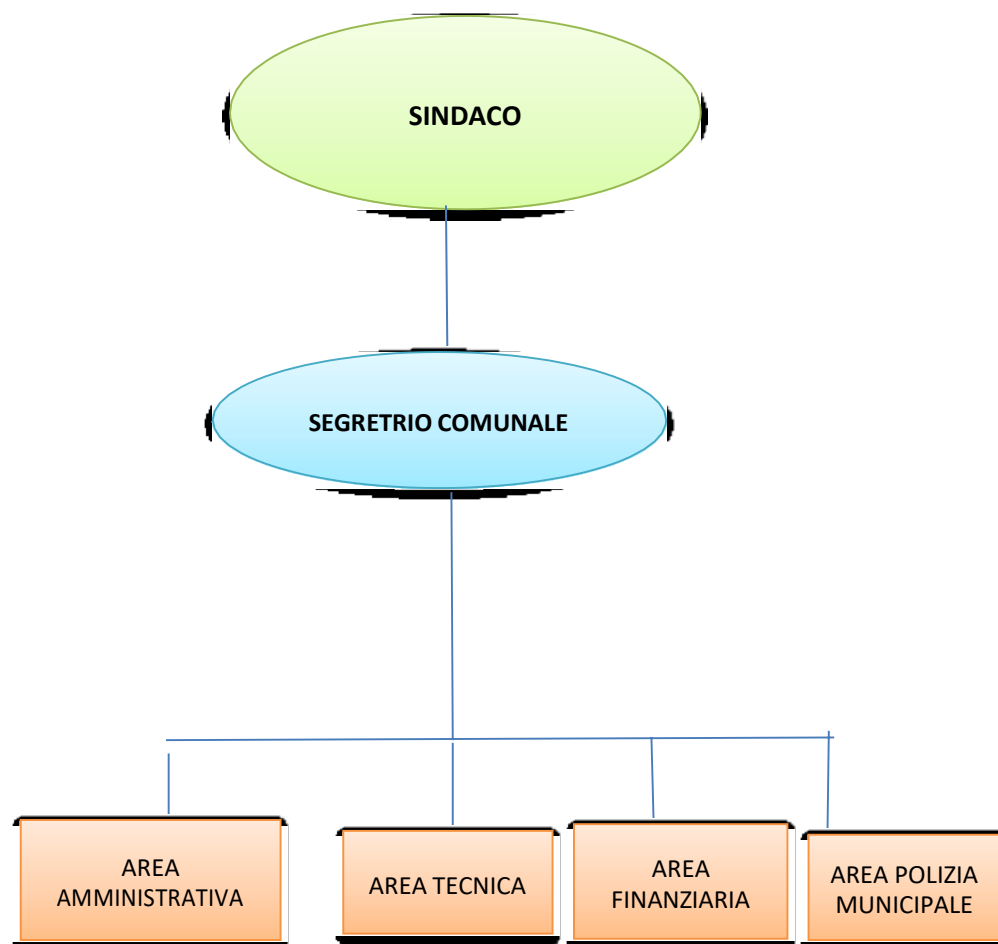 SINDACO
SEGRETRIO COMUNALE
AREA
AMMINISTRATIVA
AREA TECNICA
AREA
FINANZIARIA
AREA POLIZIA
MUNICIPALE